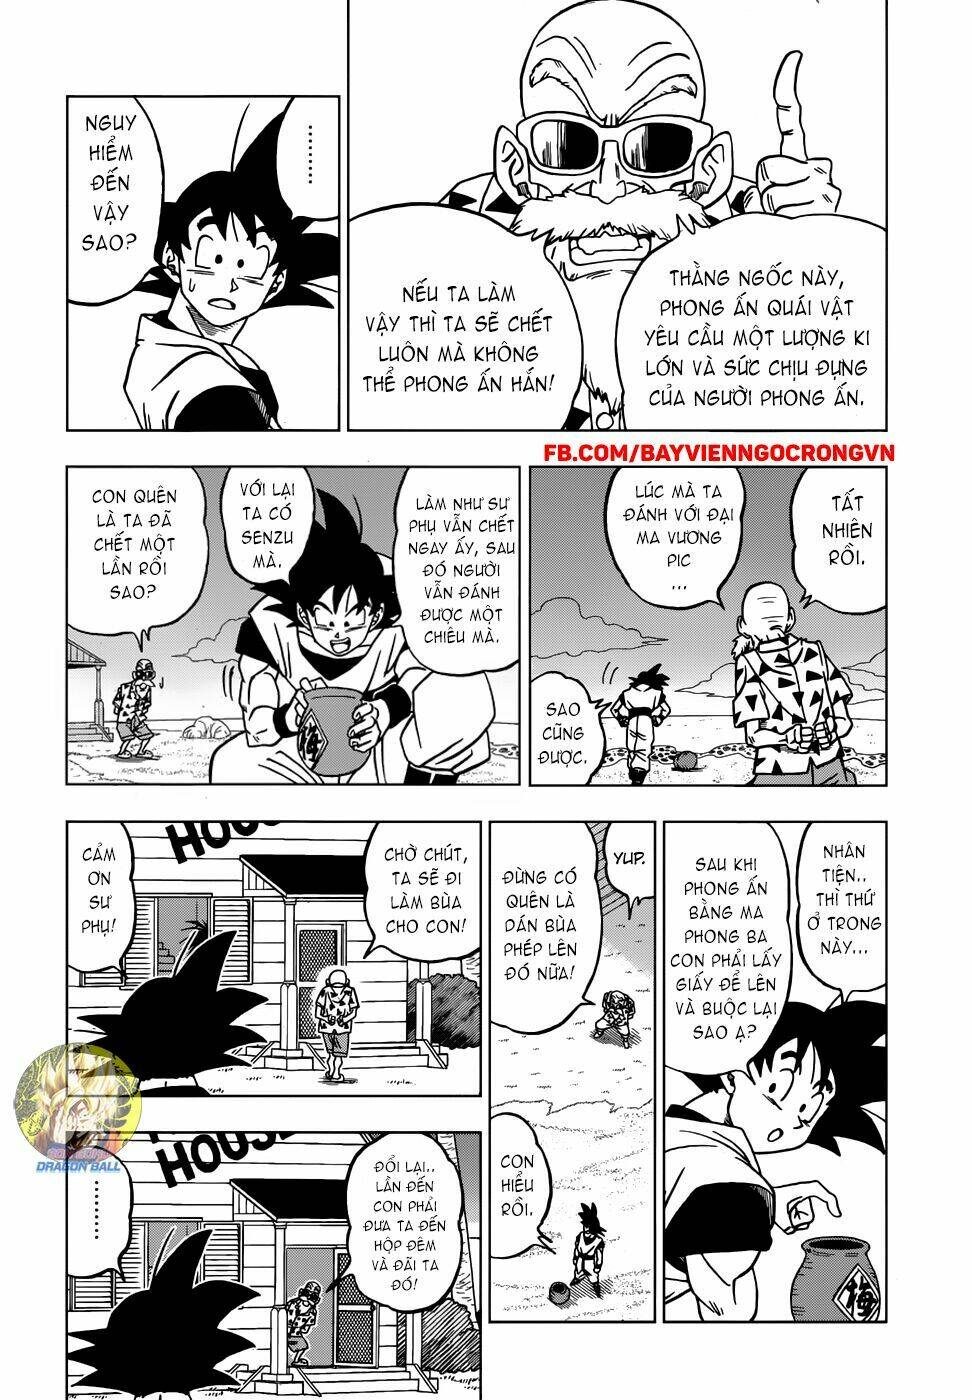 THẰNG NGỐC NÀY,
PHONG ẤN QUÁI VẬT
YÊU CẦU MỘT LƯỢNG KI
LỚN VÀ SỨC CHỊU ĐỰNG
CỦA NGƯỜI PHONG ẤN.
NẾU TA LÀM
VẬY THÌ TA SẼ CHẾT
LUÔN MÀ KHÔNG
THỂ PHONG ẤN HẮN!
.........
NGUY
HIỂM
ĐẾN
VẬY
SAO?
FB.COM/BAYVIENNGOCRONGVN
TẤT
NHIÊN
RỒI.
LÚC MÀ TA
ĐÁNH VỚI ĐẠI
MA VƯƠNG
PIC
...
SAO
CŨNG
ĐƯỢC.
LÀM NHƯ SƯ
PHỤ VẪN CHẾT
NGAY ẤY, SAU
ĐÓ NGƯỜI
VẪN ĐÁNH
ĐƯỢC MỘT
CHIÊU MÀ.
VỚI LẠI
TA CÓ
SENZU
MÀ.
CON QUÊN
LÀ TA ĐÃ
CHẾT MỘT
LẦN RỒI
SAO?
NHÂN
TIỆN..
THÌ THỨ
Ở TRONG
NÀY...
SAU KHI
PHONG ẤN
BẰNG MA
PHONG BA
CON PHẢI LẤY
GIẤY ĐỂ LÊN
VÀ BUỘC LẠI
SAO Ạ?
梅
YUP.
ĐỪNG CÓ
QUÊN LÀ
DÁN BÙA
PHÉP LÊN
ĐÓ NỮA!
CON
HIỂU
RỒI.
HOUSE
CHỜ CHÚT,
TA SẼ ĐI
LÀM BÙA
CHO CON!
CẢM
ƠN
SƯ
PHỤ!
HOUSE
ĐỔI LẠI..
LẦN ĐẾN
CON PHẢI
ĐƯA TA ĐẾN
HỘP ĐÊM
VÀ ĐÃI TA
ĐÓ!
.........
DRAGON BALL